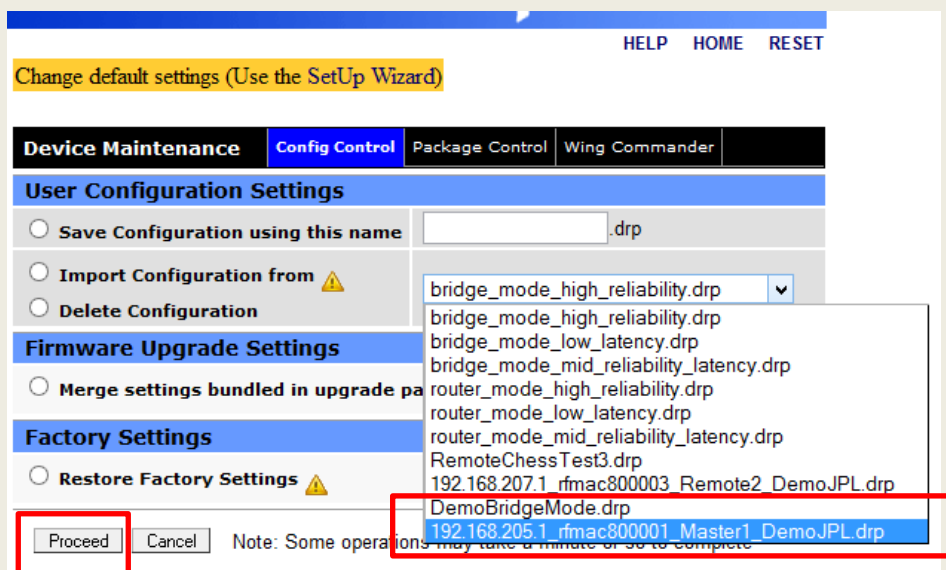 HELP HOME RESET
Change default settings (Use the SetUp Wizard)
Device Maintenance Config Control Package Control Wing Commander
User Configuration Settings
Save Configuration using this name .drp
Import Configuration from
bridge_mode_high_reliability.drp
Delete Configuration
bridge_mode_high_reliability.drp
bridge_mode_low_latency.drp
Firmware Upgrade Settings
bridge_mode_mid_reliability_latency.drp
Merge settings bundled in upgrade pa
router_mode_high_reliability.drp
router_mode_low_latency.drp
Factory Settings
router_mode_mid_reliability_latency.drp
RemoteChessTest3.drp
Restore Factory Settings
192.168.207.1_rfmac800003_Remote2_DemoJPL.drp
DemoBridgeMode.drp
192.168.205.1_rfmac800001_Master1_DemoJPL.drp
Proceed Cancel Note: Some operations may take a minute or so to complete